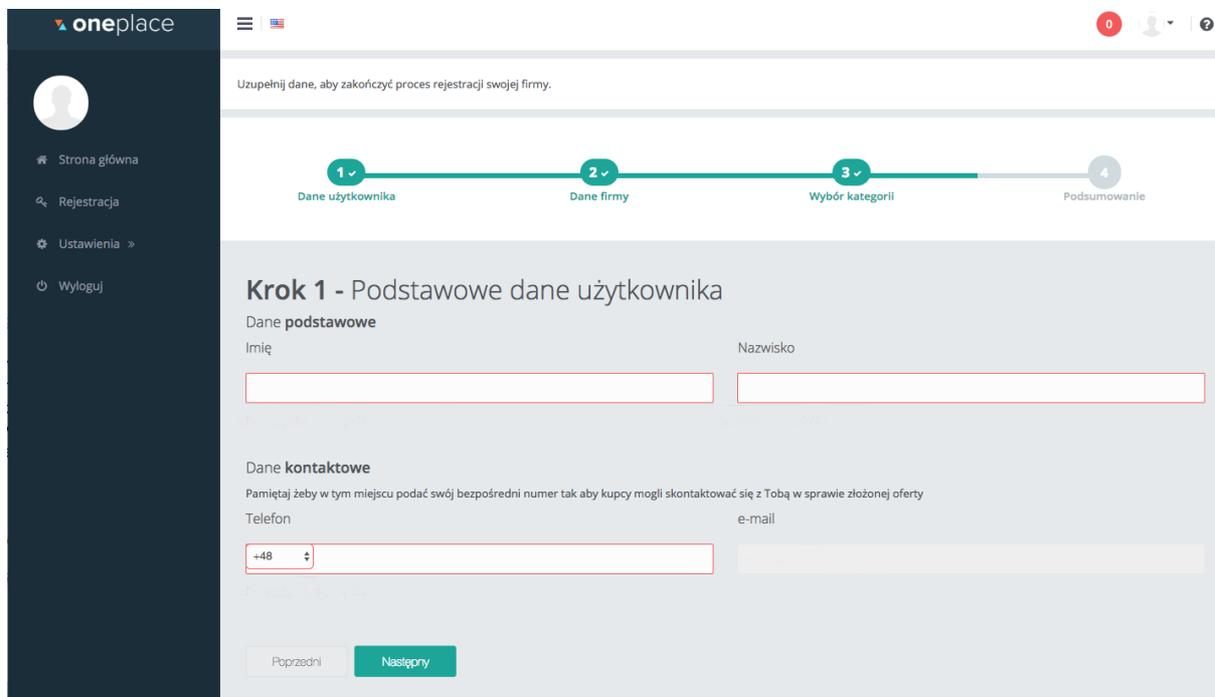 oneplace
0
Uzupełnij dane, aby zakończyć proces rejestracji swojej firmy.
Strona główna
Rejestracja
Ustawienia »
Wyloguj
1 2 3 4
Dane użytkownika Dane firmy Wybór kategorii Podsumowanie
Krok 1 - Podstawowe dane użytkownika
Dane podstawowe
Imię Nazwisko
Dane kontaktowe
Pamiętaj żeby w tym miejscu podać swój bezpośredni numer tak aby kupcy mogli skontaktować się z Tobą w sprawie złożonej oferty
Telefon e-mail
+48
Poprzedni Następny